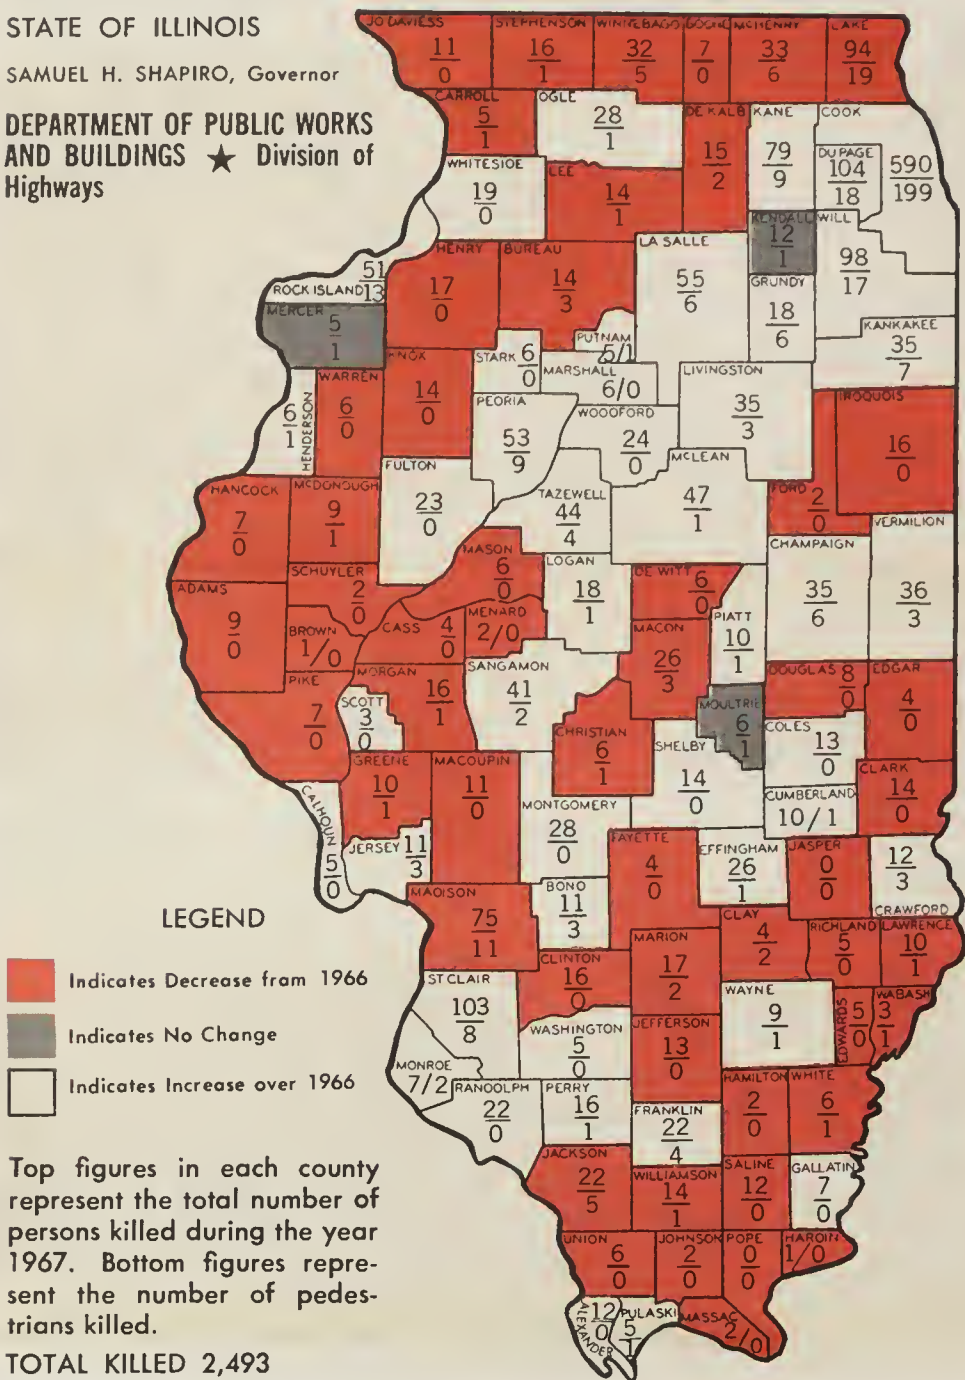 STATE OF ILLINOIS
SAMUEL H. SHAPIRO, Governor
DEPARTMENT OF PUBLIC WORKS
AND BUILDINGS ★ Division of
Highways
JO DAVIESS
11
0
STEPHENSON
16
1
WINNEBAGO
32
5
BOONE
7
0
MCHENRY
33
6
LAKE
94
19
CARROLL
5
1
OGLE
28
1
DE KALB
15
2
KANE
79
9
COOK
590
199
DU PAGE
104
18
WHITESIDE
19
0
LEE
14
1
KENDALL
12
1
WILL
98
17
ROCK ISLAND
51
13
HENRY
17
0
BUREAU
14
3
LA SALLE
55
6
GRUNDY
18
6
MERCER
5
1
KANKAKEE
35
7
PUTNAM
5/1
KNOX
14
0
STARK
6
0
MARSHALL
6/0
LIVINGSTON
35
3
HENDERSON
6
1
WARREN
6
0
PEORIA
53
9
WOODFORD
24
0
IROQUOIS
16
0
FULTON
23
0
MCLEAN
47
1
HANCOCK
7
0
MCDONOUGH
9
1
TAZEWELL
44
4
FORD
2
0
VERMILION
36
3
CHAMPAIGN
35
6
MASON
6
0
LOGAN
18
1
DE WITT
6
0
SCHUYLER
2
0
ADAMS
9
0
PIATT
10
1
BROWN
1/0
CASS
4
0
MENARD
2/0
MACON
26
3
SANGAMON
41
2
MORGAN
16
1
DOUGLAS
8
0
EDGAR
4
0
PIKE
7
0
SCOTT
3
0
MOULTRIE
6
1
CHRISTIAN
6
1
SHELBY
14
0
COLES
13
0
GREENE
10
1
MACOUPIN
11
0
CLARK
14
0
CALHOUN
5
0
MONTGOMERY
28
0
CUMBERLAND
10/1
JERSEY
11
3
FAYETTE
4
0
EFFINGHAM
26
1
JASPER
0
0
12
3
CRAWFORD
MADISON
75
11
BOND
11
3
CLAY
4
2
RICHLAND
5
0
LAWRENCE
10
1
MARION
17
2
CLINTON
16
0
ST CLAIR
103
8
WAYNE
9
1
EDWARDS
5
0
WABASH
3
1
WASHINGTON
5
0
JEFFERSON
13
0
MONROE
7/2
RANDOLPH
22
0
PERRY
16
1
HAMILTON
2
0
WHITE
6
1
FRANKLIN
22
4
JACKSON
22
5
WILLIAMSON
14
1
SALINE
12
0
GALLATIN
7
0
UNION
6
0
JOHNSON
2
0
POPE
0
0
HARDIN
1/0
ALEXANDER
12
0
PULASKI
5
1
MASSAC
2/0
LEGEND
Indicates Decrease from 1966
Indicates No Change
Indicates Increase over 1966
Top figures in each county
represent the total number of
persons killed during the year
1967. Bottom figures repre-
sent the number of pedes-
trians killed.
TOTAL KILLED 2,493